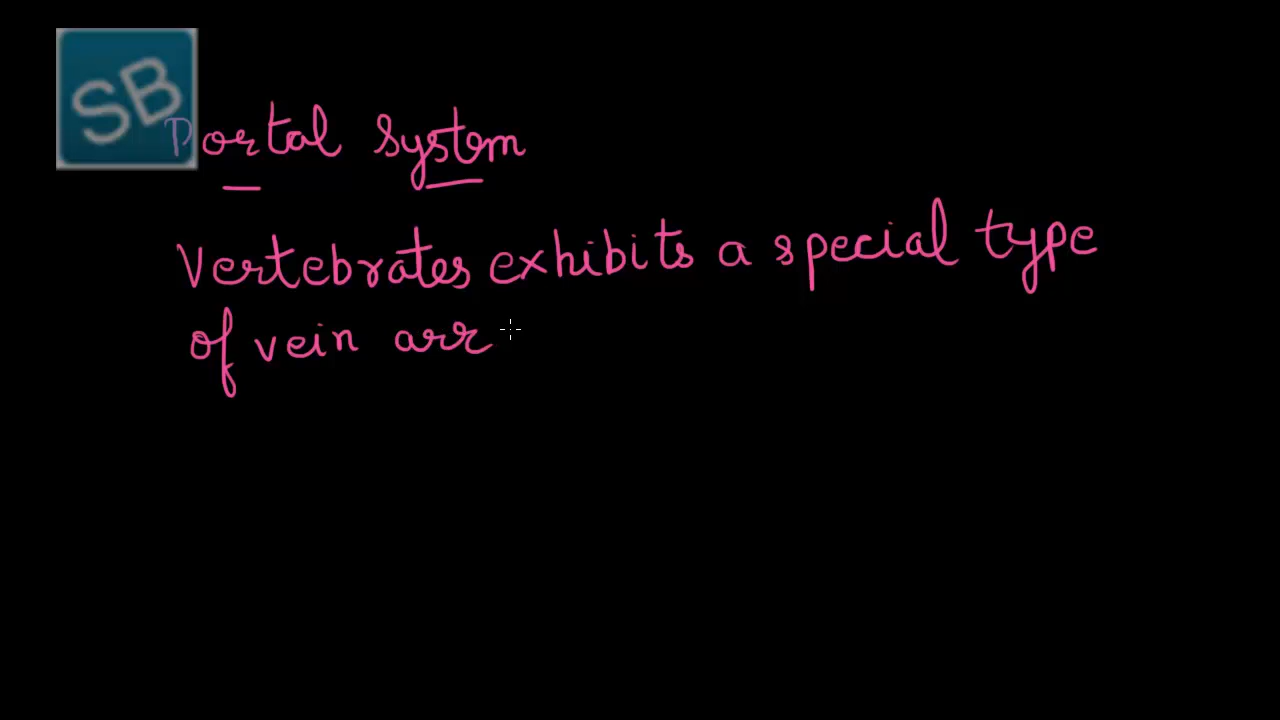 SB
Portal system
Vertebrates exhibits a special type
of vein arr